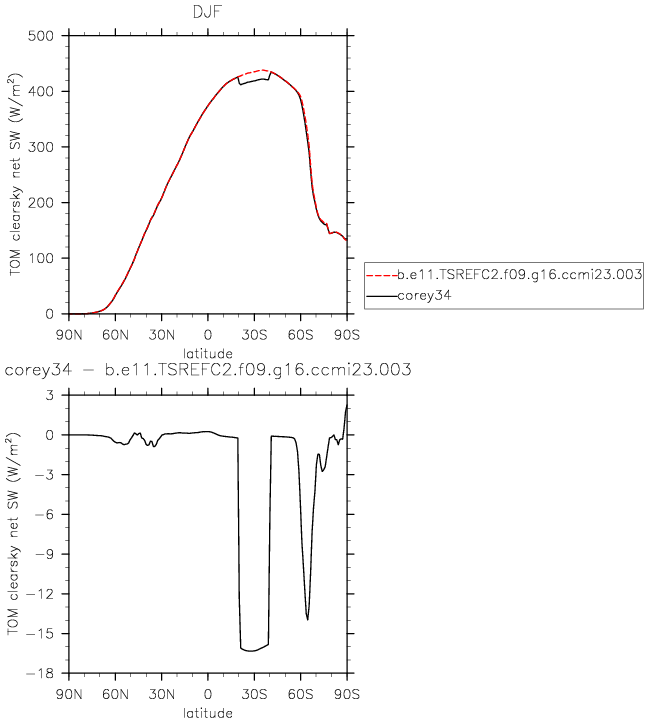 DJF
TOM clearsky net SW (W/m²)
500
400
300
200
100
0
90N 60N 30N 0 30S 60S 90S
latitude
b.e11.TSREFC2.f09.g16.ccmi23.003
corey34
corey34 − b.e11.TSREFC2.f09.g16.ccmi23.003
TOM clearsky net SW (W/m²)
3
0
−3
−6
−9
−12
−15
−18
90N 60N 30N 0 30S 60S 90S
latitude